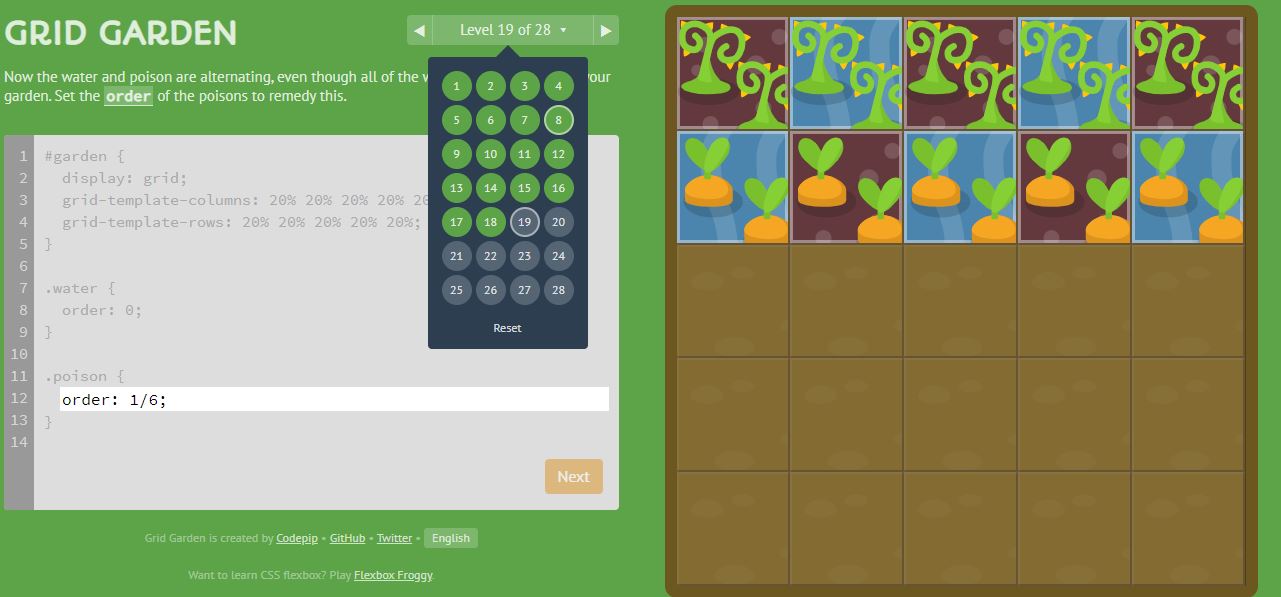 GRID GARDEN
◀ Level 19 of 28 ▾ ▶
Now the water and poison are alternating, even though all of the w your
garden. Set the order of the poisons to remedy this.
1 2 3 4
5 6 7 8
9 10 11 12
13 14 15 16
17 18 19 20
21 22 23 24
25 26 27 28
Reset
1 #garden {
2 display: grid;
3 grid-template-columns: 20% 20% 20% 20% 20
4 grid-template-rows: 20% 20% 20% 20% 20%;
5 }
6
7 .water {
8 order: 0;
9 }
10
11 .poison {
12 order: 1/6;
13 }
14
Next
Grid Garden is created by Codepip • GitHub • Twitter • English
Want to learn CSS flexbox? Play Flexbox Froggy.